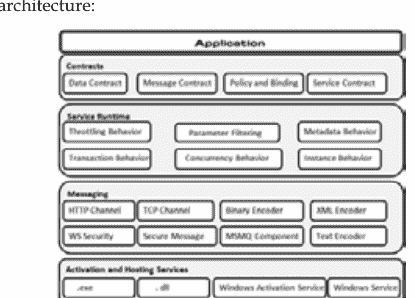 architecture:
Application
Contracts
Data Contract Message Contract Policy and Binding Service Contract
Service Runtime
Throttling Behavior Parameter Filtering Metadata Behavior
Transaction Behavior Concurrency Behavior Instance Behavior
Messaging
HTTP Channel TCP Channel Binary Encoder XML Encoder
WS Security Secure Message MSMQ Component Text Encoder
Activation and Hosting Services
.exe .dll Windows Activation Service Windows Service